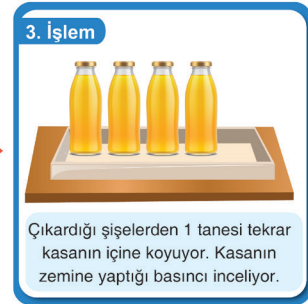 3. İşlem
Çıkardığı şişelerden 1 tanesi tekrar
kasanın içine koyuyor. Kasanın
zemine yaptığı basıncı inceliyor.